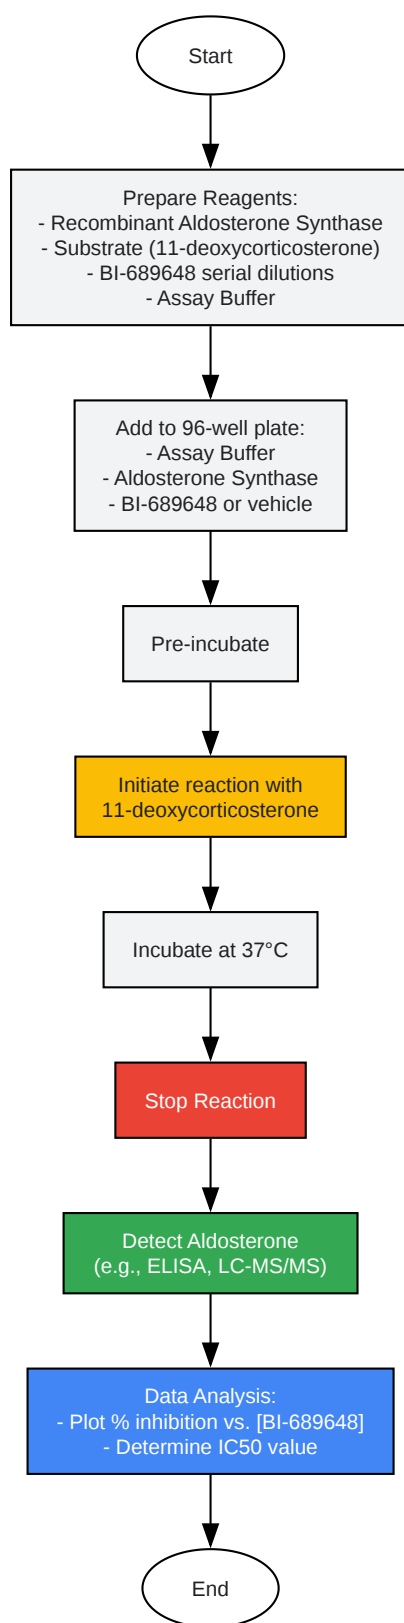 Start
Prepare Reagents:
- Recombinant Aldosterone Synthase
- Substrate (11-deoxycorticosterone)
- BI-689648 serial dilutions
- Assay Buffer
Add to 96-well plate:
- Assay Buffer
- Aldosterone Synthase
- BI-689648 or vehicle
Pre-incubate
Initiate reaction with
11-deoxycorticosterone
Incubate at 37°C
Stop Reaction
Detect Aldosterone
(e.g., ELISA, LC-MS/MS)
Data Analysis:
- Plot % inhibition vs. [BI-689648]
- Determine IC50 value
End